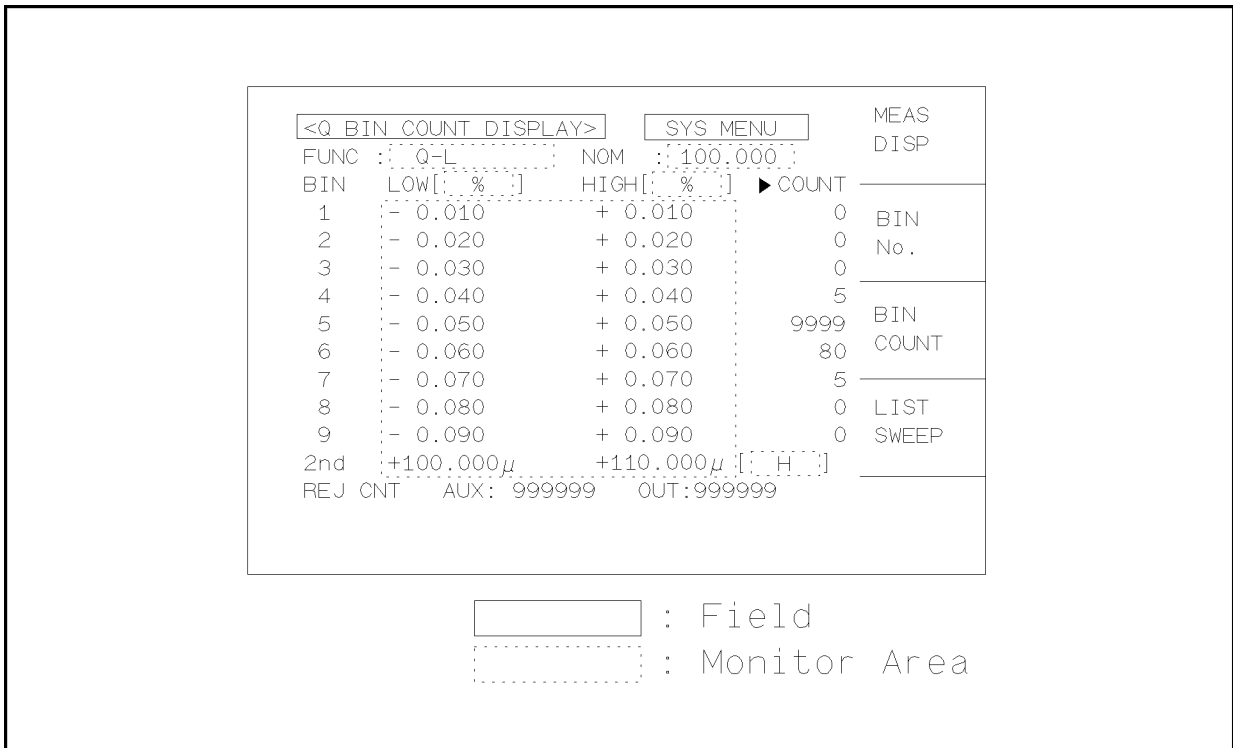 <Q BIN COUNT DISPLAY> SYS MENU
FUNC : Q-L NOM : 100.000
BIN LOW[ % ] HIGH[ % ] ▶COUNT
1 - 0.010 + 0.010 0
2 - 0.020 + 0.020 0
3 - 0.030 + 0.030 0
4 - 0.040 + 0.040 5
5 - 0.050 + 0.050 9999
6 - 0.060 + 0.060 80
7 - 0.070 + 0.070 5
8 - 0.080 + 0.080 0
9 - 0.090 + 0.090 0
2nd +100.000μ +110.000μ [ H ]
REJ CNT AUX: 999999 OUT:999999
MEAS
DISP
BIN
No.
BIN
COUNT
LIST
SWEEP
: Field
: Monitor Area